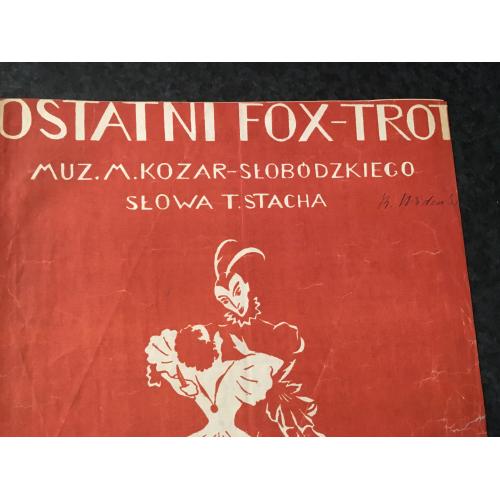 OSTATNI FOX-TROT
MUZ. M. KOZAR-SŁOBÓDZKIEGO
SŁOWA T. STACHA